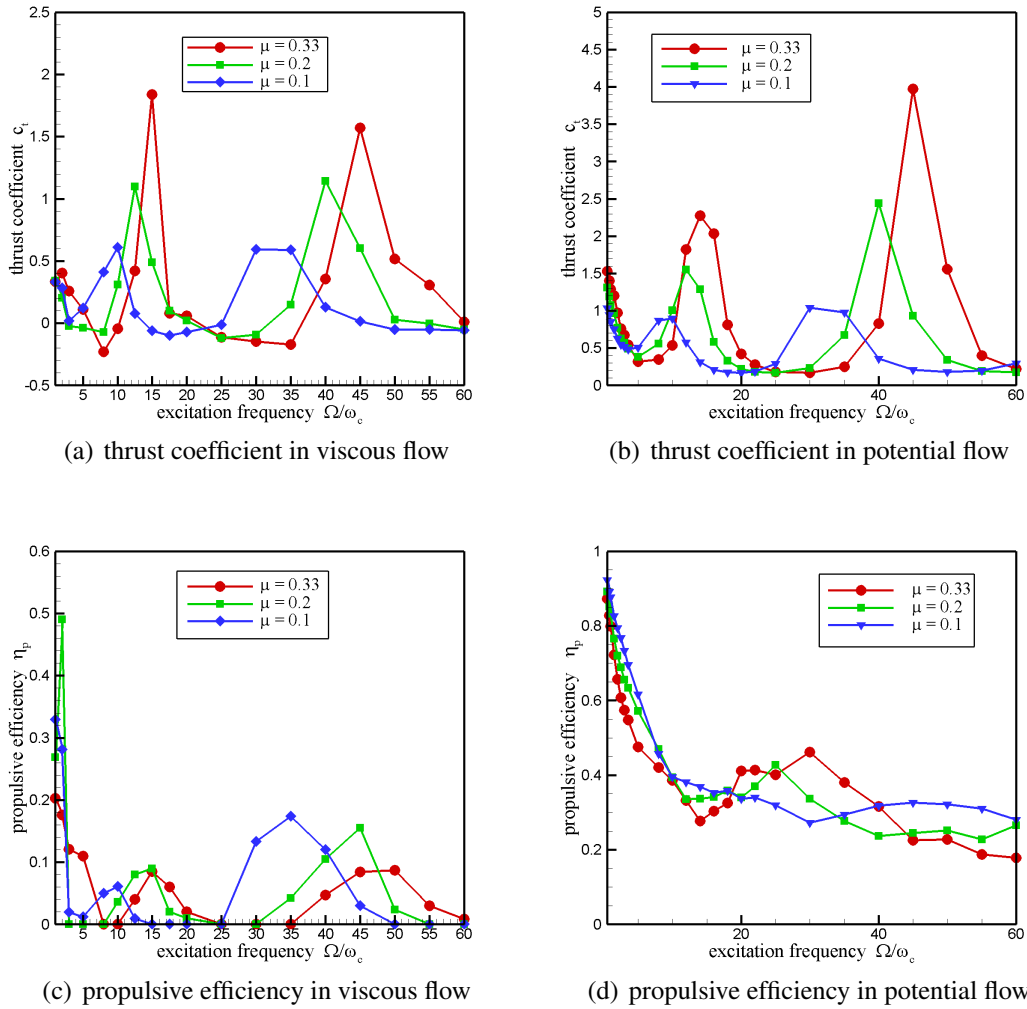 2.5
2
1.5
1
0.5
0
-0.5
thrust coefficient c_t
μ = 0.33
μ = 0.2
μ = 0.1
5 10 15 20 25 30 35 40 45 50 55 60
excitation frequency Ω/ω_c
(a) thrust coefficient in viscous flow
5
4.5
4
3.5
3
2.5
2
1.5
1
0.5
0
thrust coefficient c_t
μ = 0.33
μ = 0.2
μ = 0.1
20 40 60
excitation frequency Ω/ω_c
(b) thrust coefficient in potential flow
0.6
0.5
0.4
0.3
0.2
0.1
0
propulsive efficiency η_p
μ = 0.33
μ = 0.2
μ = 0.1
5 10 15 20 25 30 35 40 45 50 55 60
excitation frequency Ω/ω_c
(c) propulsive efficiency in viscous flow
1
0.8
0.6
0.4
0.2
0
propulsive efficiency η_p
μ = 0.33
μ = 0.2
μ = 0.1
20 40 60
excitation frequency Ω/ω_c
(d) propulsive efficiency in potential flow